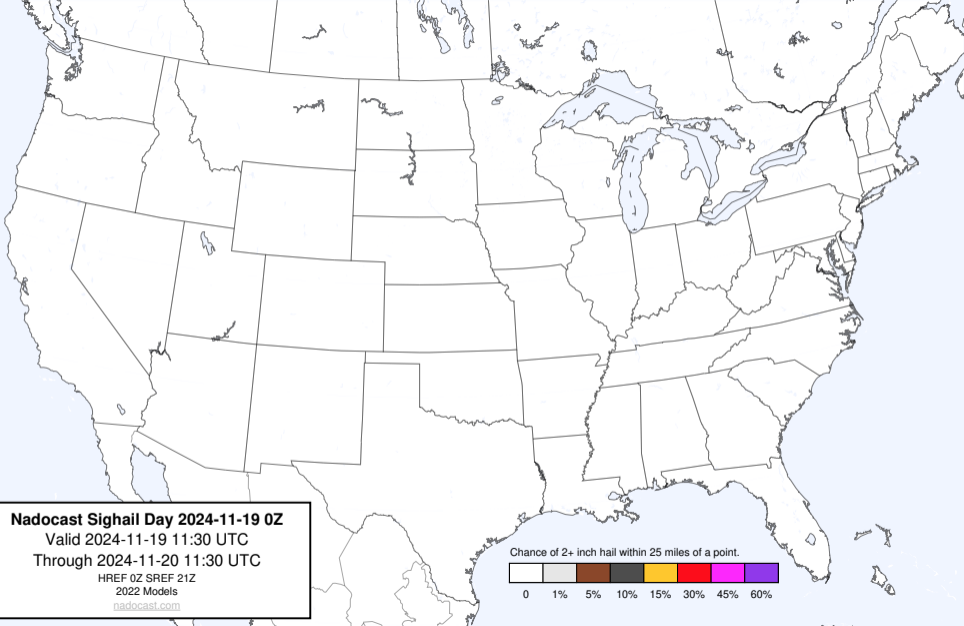 Nadocast Sighail Day 2024-11-19 0Z
Valid 2024-11-19 11:30 UTC
Through 2024-11-20 11:30 UTC
HREF 0Z SREF 21Z
2022 Models
nadocast.com
Chance of 2+ inch hail within 25 miles of a point.
0 1% 5% 10% 15% 30% 45% 60%